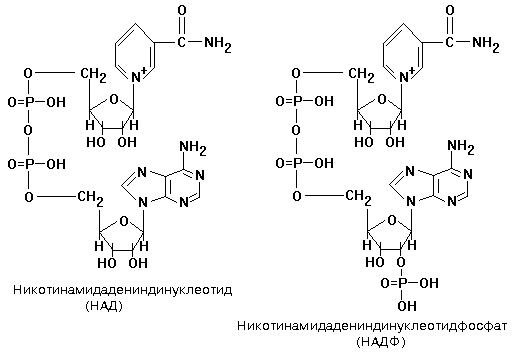 O
NH₂
O CH₂ N⁺
O=P–OH O
H H H H
O
HO OH
NH₂
O=P–OH
N N
O CH₂ N N
O
H H H H
HO OH
Никотинамидадениндинуклеотид
(НАД)
O
NH₂
O CH₂ N⁺
O=P–OH O
H H H H
O
HO OH
NH₂
O=P–OH
N N
O CH₂ N N
O
H H H H
HO O
O=P–OH
OH
Никотинамидадениндинуклеотидфосфат
(НАДФ)